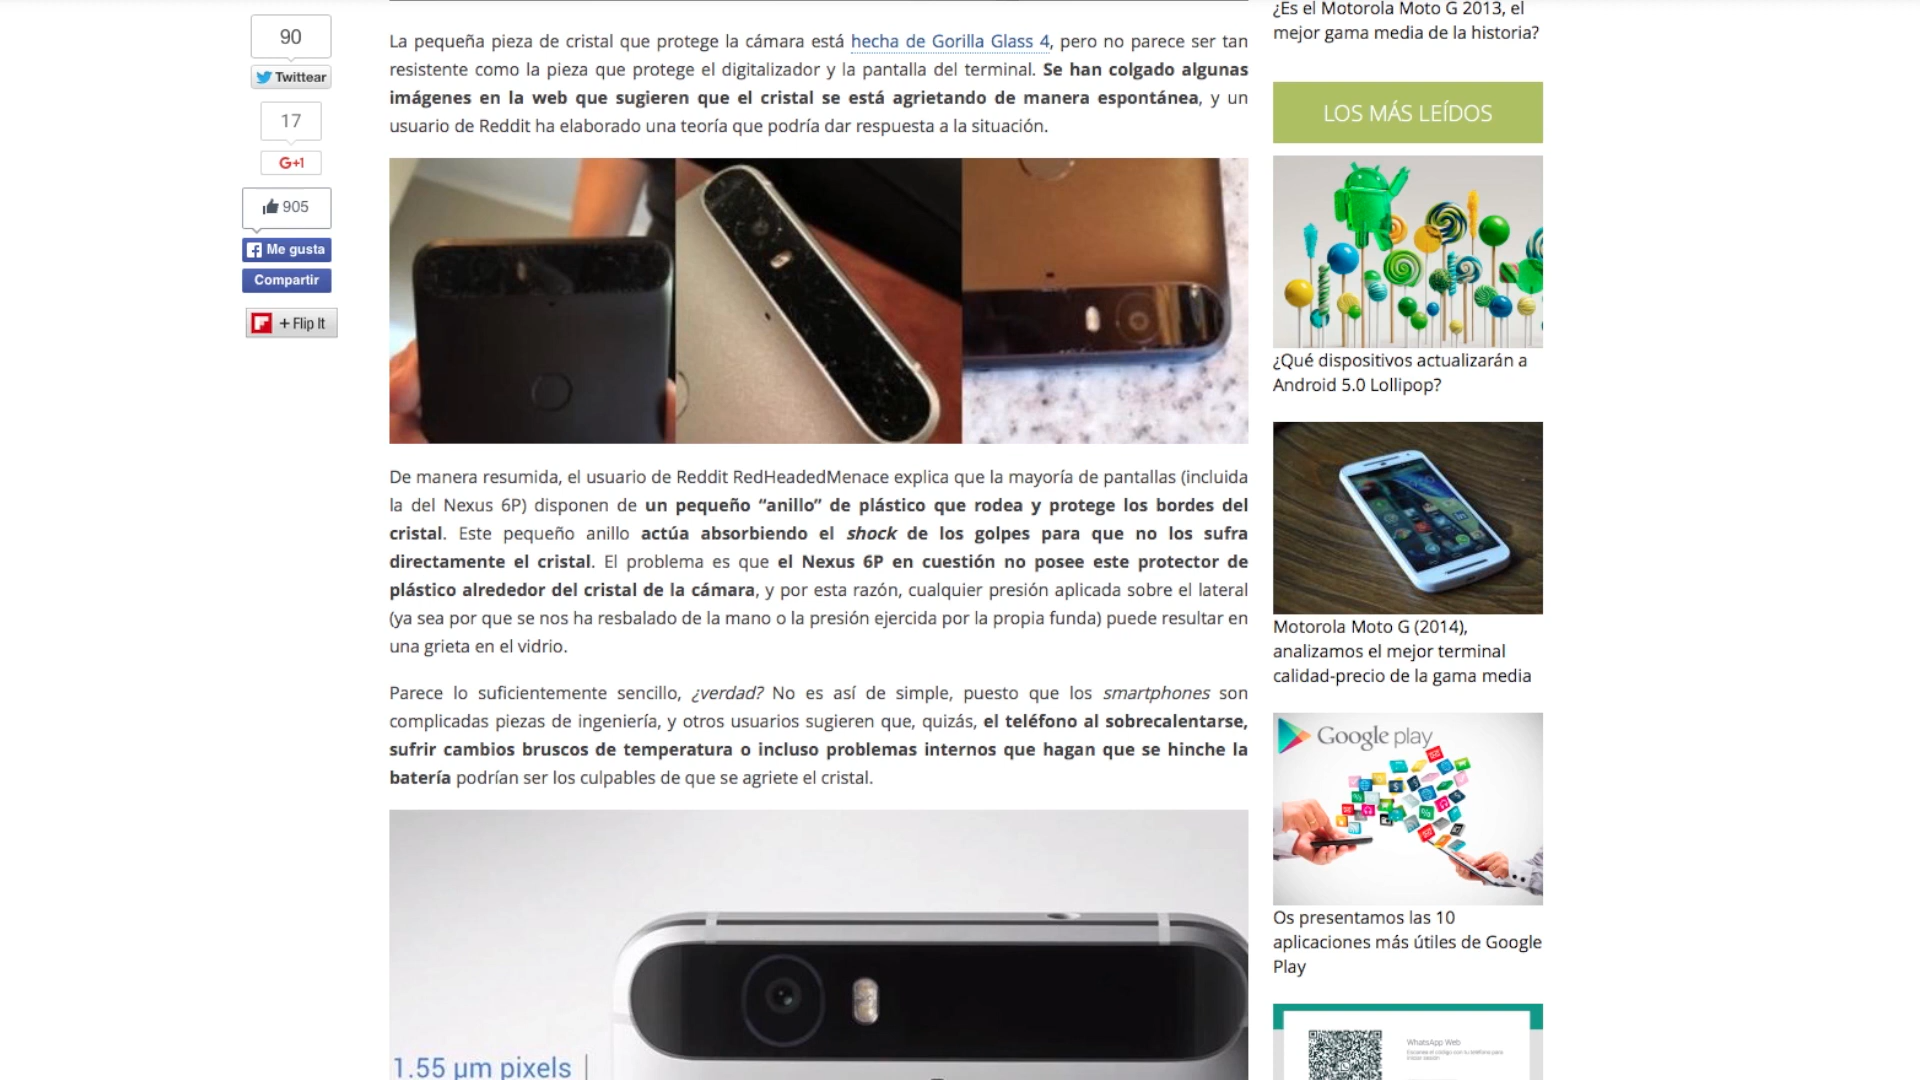 90
Twittear
17
G+1
905
Me gusta
Compartir
+ Flip It
La pequeña pieza de cristal que protege la cámara está hecha de Gorilla Glass 4, pero no parece ser tan
resistente como la pieza que protege el digitalizador y la pantalla del terminal. Se han colgado algunas
imágenes en la web que sugieren que el cristal se está agrietando de manera espontánea, y un
usuario de Reddit ha elaborado una teoría que podría dar respuesta a la situación.
De manera resumida, el usuario de Reddit RedHeadedMenace explica que la mayoría de pantallas (incluida
la del Nexus 6P) disponen de un pequeño “anillo” de plástico que rodea y protege los bordes del
cristal. Este pequeño anillo actúa absorbiendo el shock de los golpes para que no los sufra
directamente el cristal. El problema es que el Nexus 6P en cuestión no posee este protector de
plástico alrededor del cristal de la cámara, y por esta razón, cualquier presión aplicada sobre el lateral
(ya sea por que se nos ha resbalado de la mano o la presión ejercida por la propia funda) puede resultar en
una grieta en el vidrio.
Parece lo suficientemente sencillo, ¿verdad? No es así de simple, puesto que los smartphones son
complicadas piezas de ingeniería, y otros usuarios sugieren que, quizás, el teléfono al sobrecalentarse,
sufrir cambios bruscos de temperatura o incluso problemas internos que hagan que se hinche la
batería podrían ser los culpables de que se agriete el cristal.
1.55 µm pixels
¿Es el Motorola Moto G 2013, el
mejor gama media de la historia?
LOS MÁS LEÍDOS
¿Qué dispositivos actualizarán a
Android 5.0 Lollipop?
Motorola Moto G (2014),
analizamos el mejor terminal
calidad-precio de la gama media
Google play
Os presentamos las 10
aplicaciones más útiles de Google
Play
WhatsApp Web